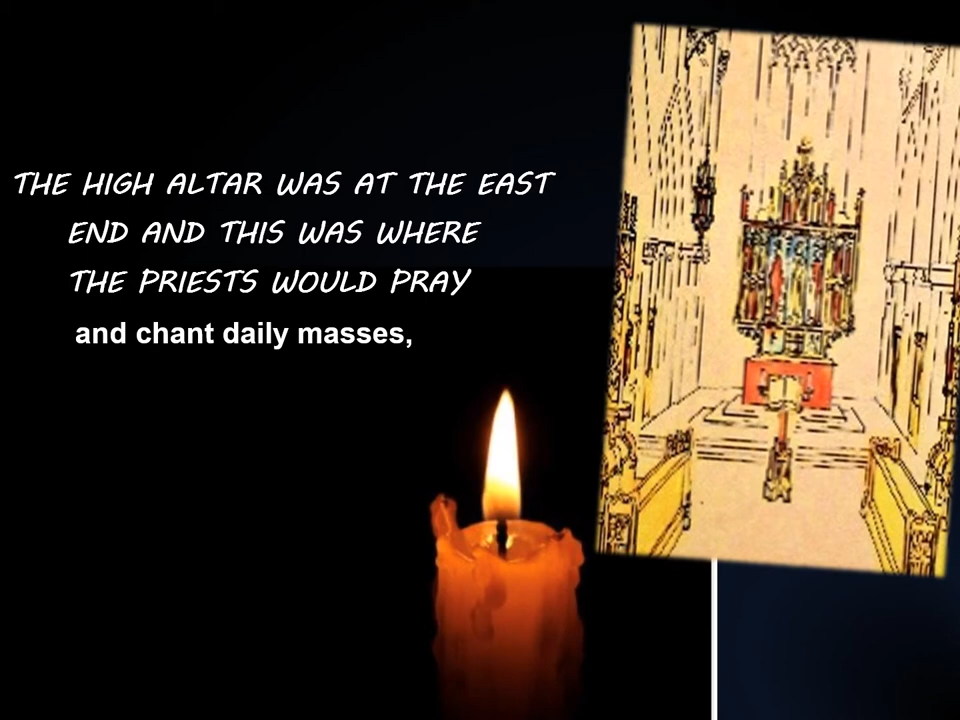 THE HIGH ALTAR WAS AT THE EAST
END AND THIS WAS WHERE
THE PRIESTS WOULD PRAY
and chant daily masses,